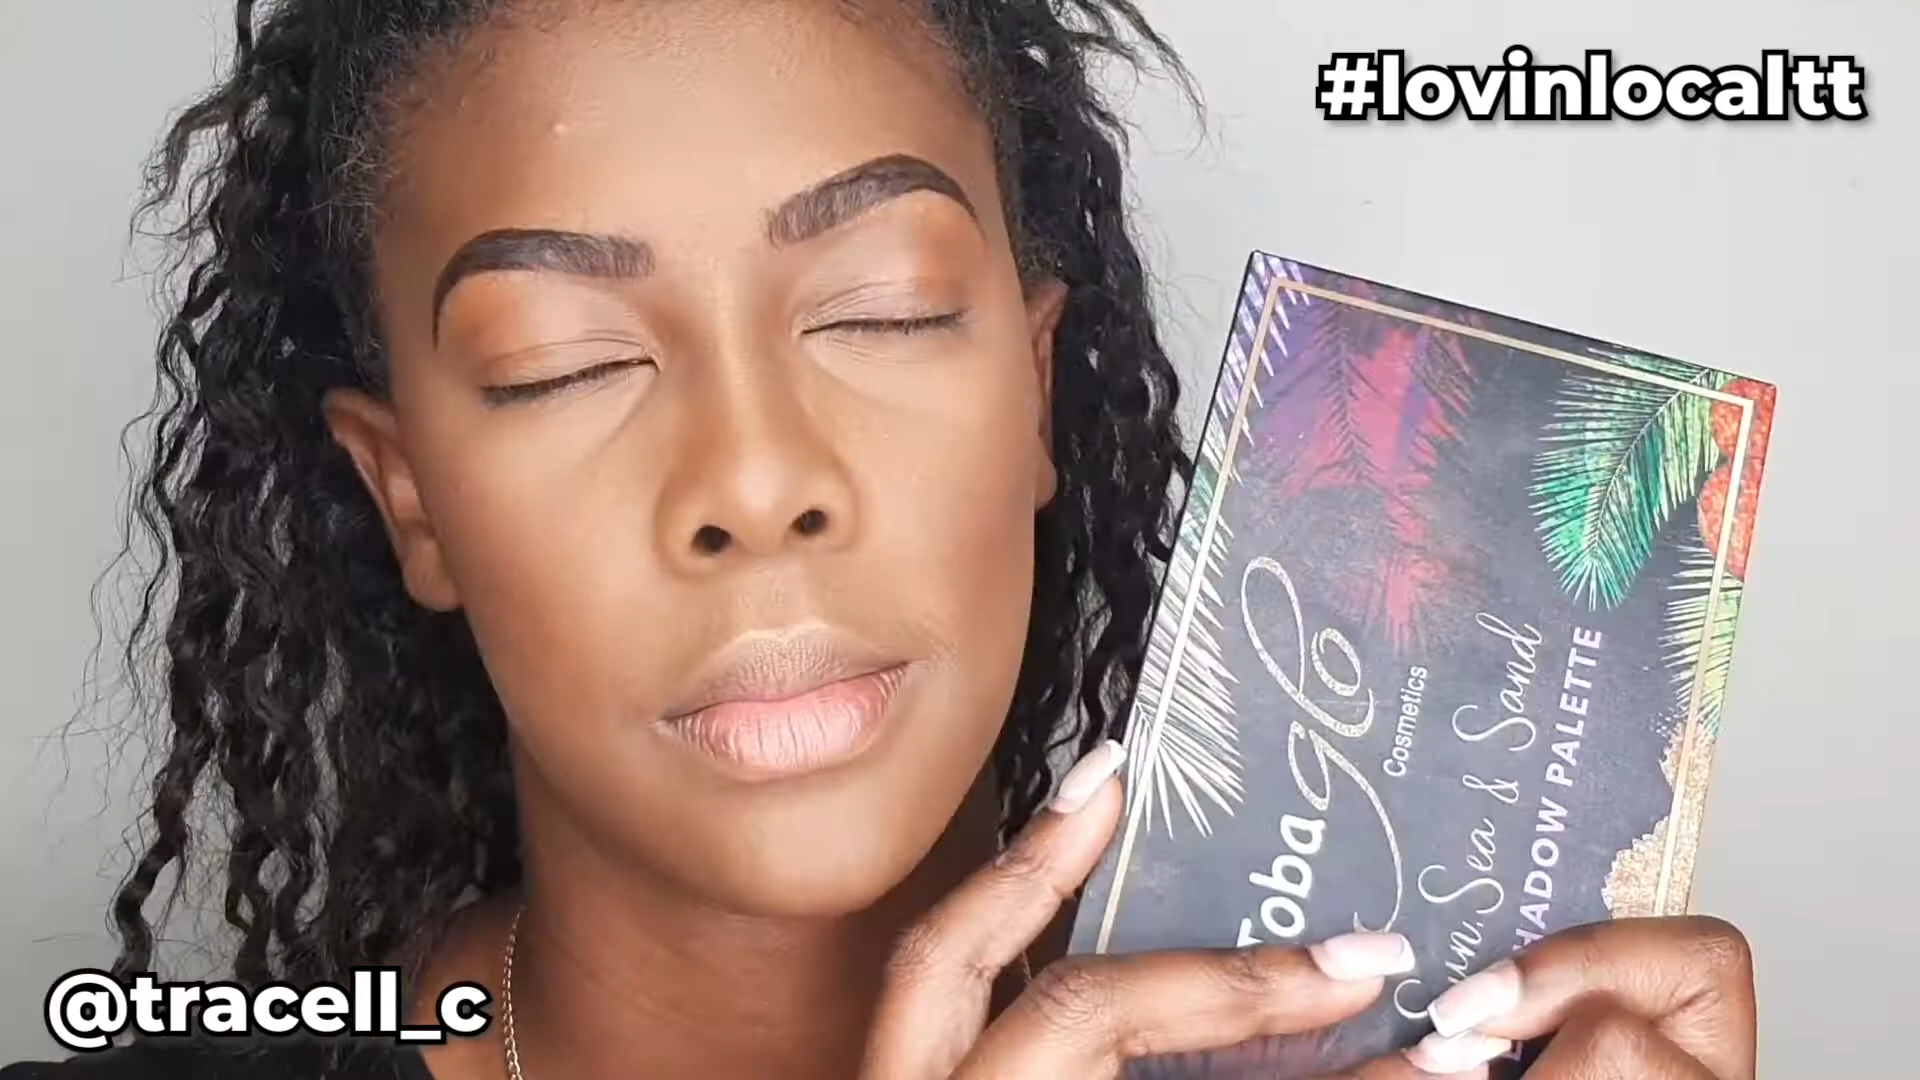 #lovinlocaltt
Tobaglo
Cosmetics
Sun, Sea & Sand
SHADOW PALETTE
@tracell_c